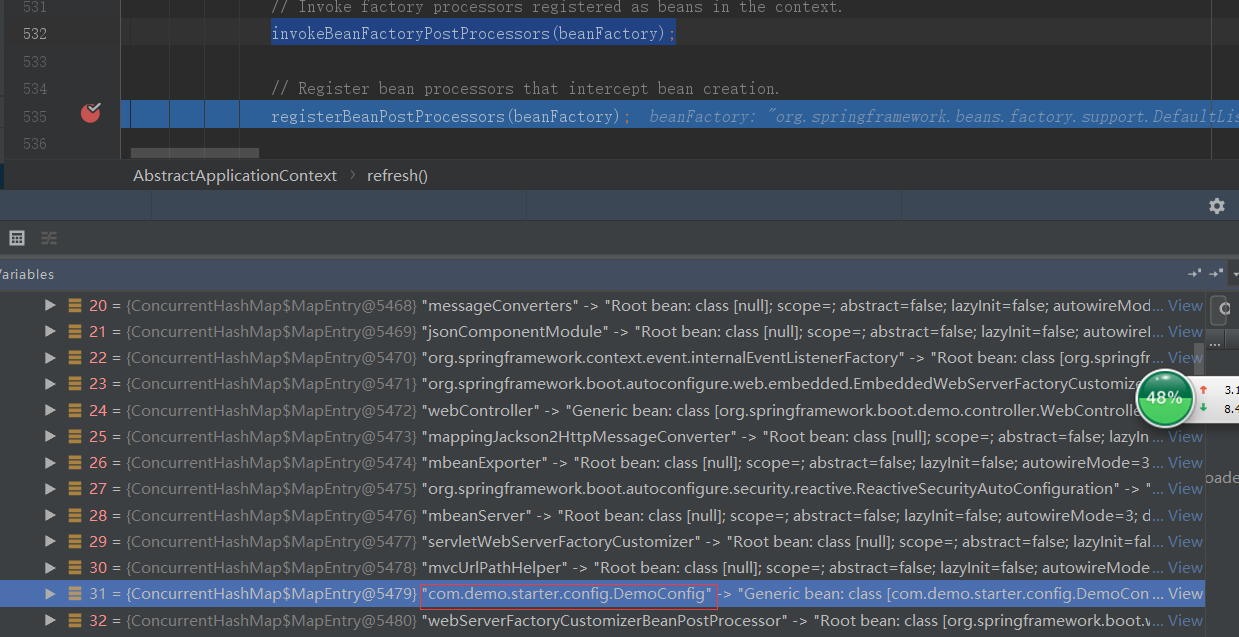 531 // Invoke factory processors registered as beans in the context.
532 invokeBeanFactoryPostProcessors(beanFactory);
533
534 // Register bean processors that intercept bean creation.
535 registerBeanPostProcessors(beanFactory); beanFactory: "org.springframework.beans.factory.support.DefaultLis
536
AbstractApplicationContext > refresh()
Variables
20 = {ConcurrentHashMap$MapEntry@5468} "messageConverters" -> "Root bean: class [null]; scope=; abstract=false; lazyInit=false; autowireMod... View
21 = {ConcurrentHashMap$MapEntry@5469} "jsonComponentModule" -> "Root bean: class [null]; scope=; abstract=false; lazyInit=false; autowireI... View
22 = {ConcurrentHashMap$MapEntry@5470} "org.springframework.context.event.internalEventListenerFactory" -> "Root bean: class [org.springfr... View
23 = {ConcurrentHashMap$MapEntry@5471} "org.springframework.boot.autoconfigure.web.embedded.EmbeddedWebServerFactoryCustomize
24 = {ConcurrentHashMap$MapEntry@5472} "webController" -> "Generic bean: class [org.springframework.boot.demo.controller.WebControlle
48% 3.1
8.4
25 = {ConcurrentHashMap$MapEntry@5473} "mappingJackson2HttpMessageConverter" -> "Root bean: class [null]; scope=; abstract=false; lazyIn... View
26 = {ConcurrentHashMap$MapEntry@5474} "mbeanExporter" -> "Root bean: class [null]; scope=; abstract=false; lazyInit=false; autowireMode=3... View
27 = {ConcurrentHashMap$MapEntry@5475} "org.springframework.boot.autoconfigure.security.reactive.ReactiveSecurityAutoConfiguration" -> "... View
oade
28 = {ConcurrentHashMap$MapEntry@5476} "mbeanServer" -> "Root bean: class [null]; scope=; abstract=false; lazyInit=false; autowireMode=3; d... View
29 = {ConcurrentHashMap$MapEntry@5477} "servletWebServerFactoryCustomizer" -> "Root bean: class [null]; scope=; abstract=false; lazyInit=fal... View
30 = {ConcurrentHashMap$MapEntry@5478} "mvcUrlPathHelper" -> "Root bean: class [null]; scope=; abstract=false; lazyInit=false; autowireMode... View
31 = {ConcurrentHashMap$MapEntry@5479} "com.demo.starter.config.DemoConfig" -> "Generic bean: class [com.demo.starter.config.DemoCon... View
32 = {ConcurrentHashMap$MapEntry@5480} "webServerFactoryCustomizerBeanPostProcessor" -> "Root bean: class [org.springframework.boot.v... View